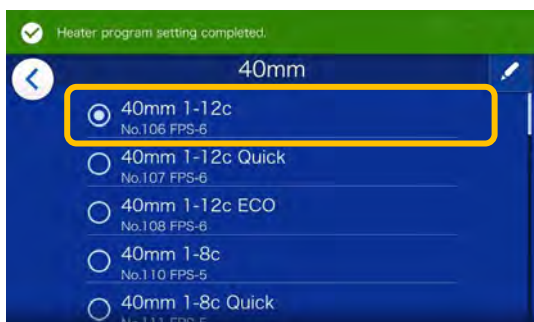 Heater program setting completed.
40mm
40mm 1-12c
No.106 FPS-6
40mm 1-12c Quick
No.107 FPS-6
40mm 1-12c ECO
No.108 FPS-6
40mm 1-8c
No.110 FPS-5
40mm 1-8c Quick